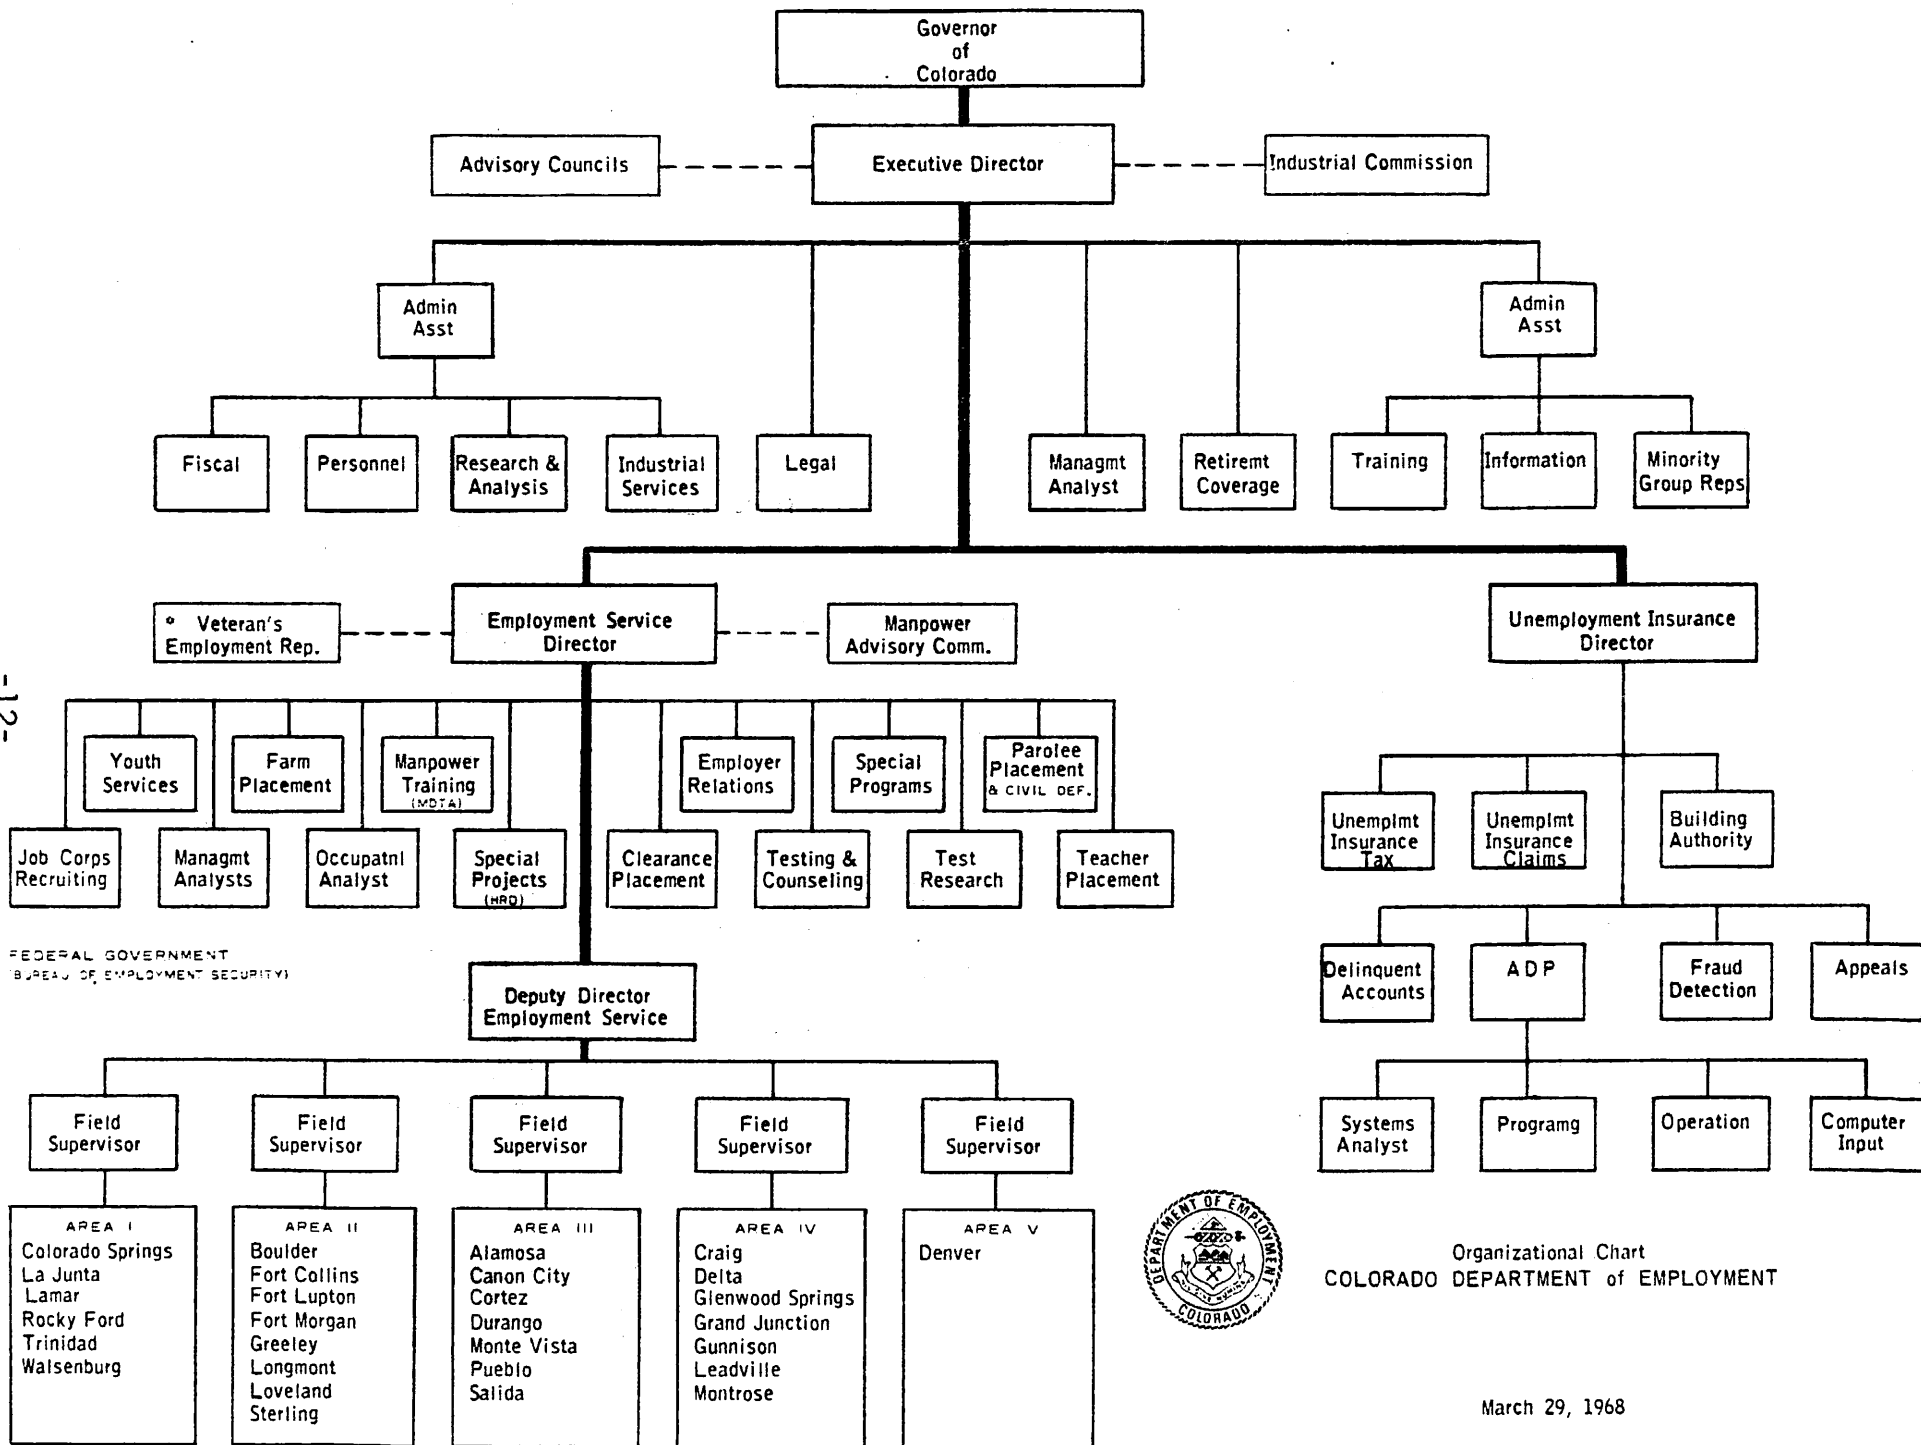 Governor
of
Colorado
Advisory Councils
Executive Director
Industrial Commission
Admin
Asst
Admin
Asst
Fiscal
Personnel
Research &
Analysis
Industrial
Services
Legal
Managmt
Analyst
Retiremt
Coverage
Training
Information
Minority
Group Reps
* Veteran's
Employment Rep.
Employment Service
Director
Manpower
Advisory Comm.
Unemployment Insurance
Director
-12-
Youth
Services
Farm
Placement
Manpower
Training
(MDTA)
Employer
Relations
Special
Programs
Parolee
Placement
& CIVIL DEF.
Job Corps
Recruiting
Managmt
Analysts
Occupatnl
Analyst
Special
Projects
(HRD)
Clearance
Placement
Testing &
Counseling
Test
Research
Teacher
Placement
Unemplmt
Insurance
Tax
Unemplmt
Insurance
Claims
Building
Authority
FEDERAL GOVERNMENT
(BUREAU OF EMPLOYMENT SECURITY)
Deputy Director
Employment Service
Delinquent
Accounts
ADP
Fraud
Detection
Appeals
Field
Supervisor
Field
Supervisor
Field
Supervisor
Field
Supervisor
Field
Supervisor
Systems
Analyst
Programg
Operation
Computer
Input
AREA I
Colorado Springs
La Junta
Lamar
Rocky Ford
Trinidad
Walsenburg
AREA II
Boulder
Fort Collins
Fort Lupton
Fort Morgan
Greeley
Longmont
Loveland
Sterling
AREA III
Alamosa
Canon City
Cortez
Durango
Monte Vista
Pueblo
Salida
AREA IV
Craig
Delta
Glenwood Springs
Grand Junction
Gunnison
Leadville
Montrose
AREA V
Denver
DEPARTMENT OF EMPLOYMENT
COLORADO
Organizational Chart
COLORADO DEPARTMENT of EMPLOYMENT
March 29, 1968